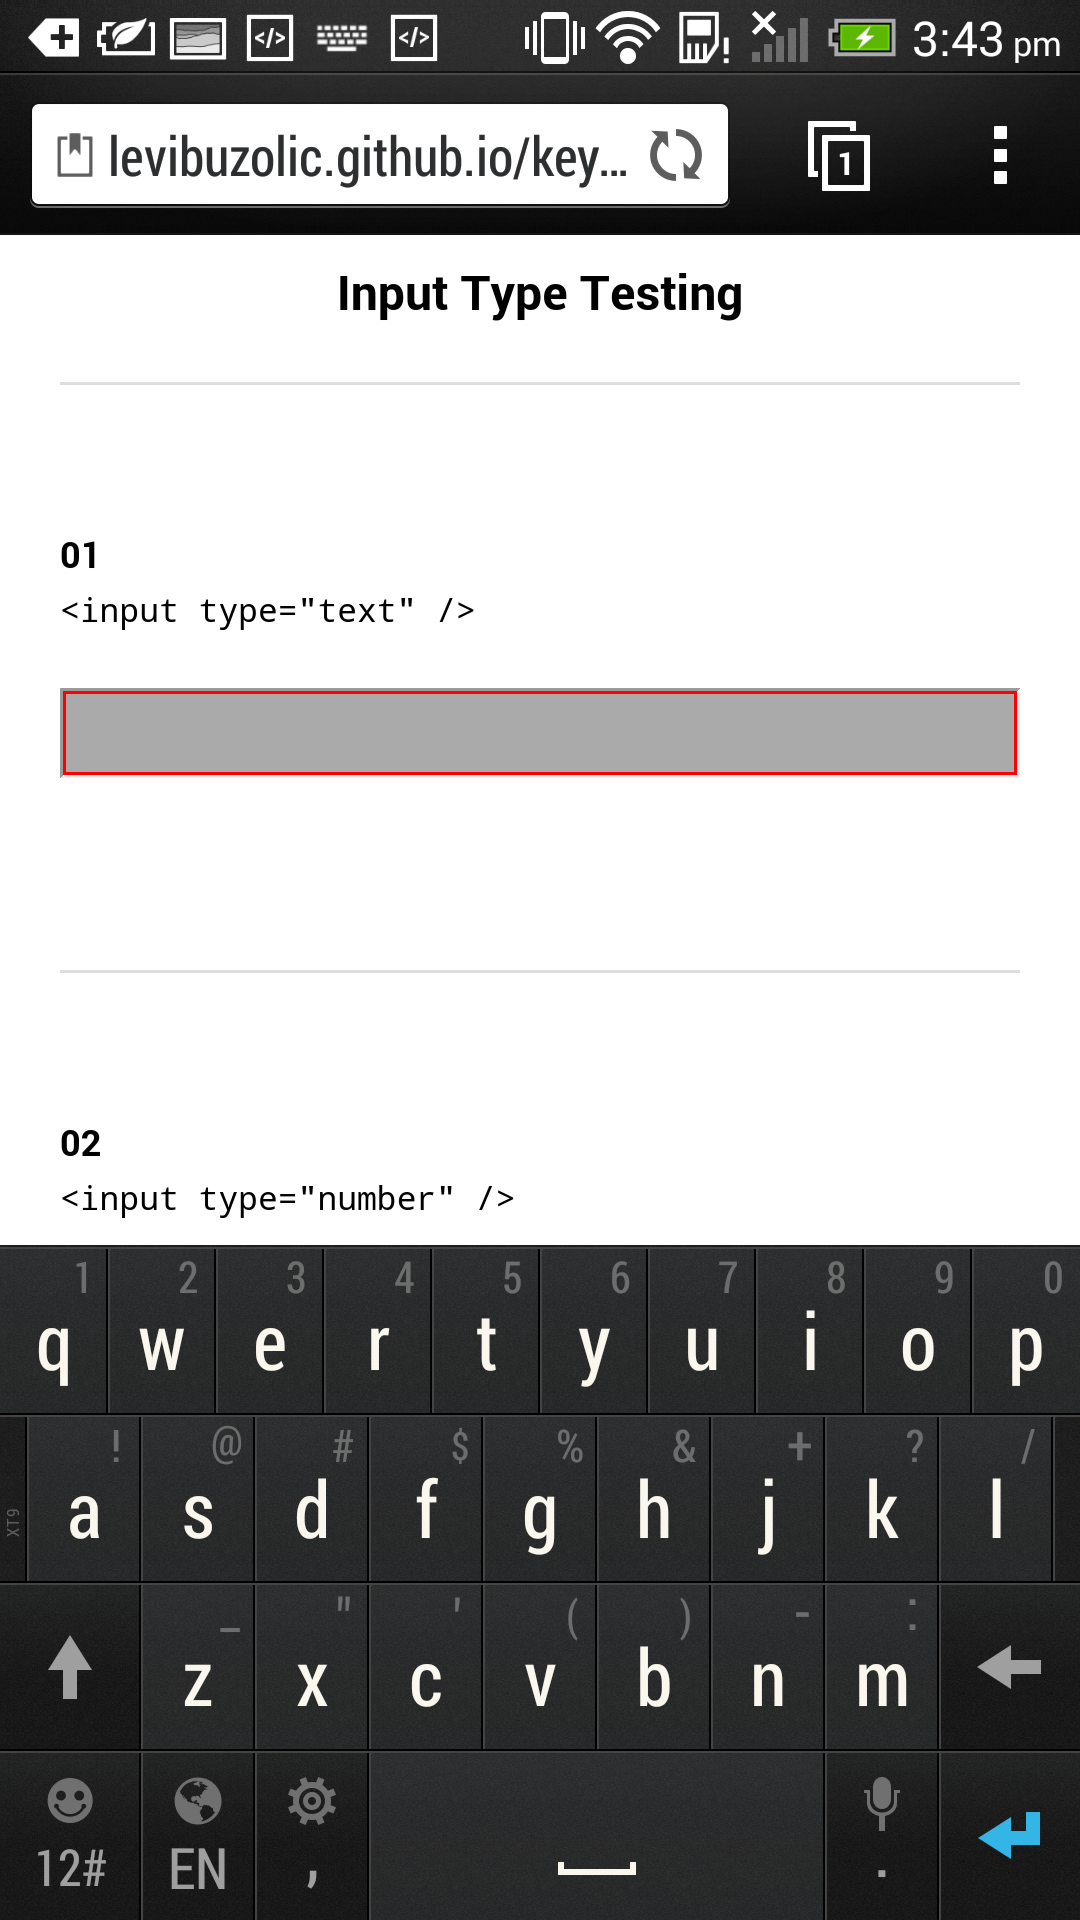 3:43 pm
levibuzolic.github.io/key...
1
Input Type Testing
01
<input type="text" />
02
<input type="number" />
1 2 3 4 5 6 7 8 9 0
q w e r t y u i o p
! @ # $ % & + ? /
XT9 a s d f g h j k l
_ " ' ( ) - :
z x c v b n m
12# EN , .